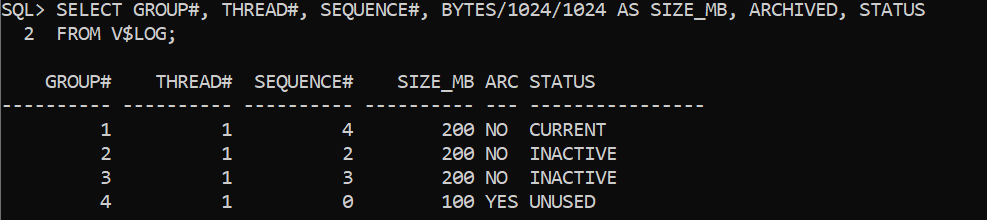 SQL> SELECT GROUP#, THREAD#, SEQUENCE#, BYTES/1024/1024 AS SIZE_MB, ARCHIVED, STATUS
  2  FROM V$LOG;

    GROUP#    THREAD#  SEQUENCE#    SIZE_MB ARC STATUS
---------- ---------- ---------- ---------- --- ----------------
         1          1          4        200 NO  CURRENT
         2          1          2        200 NO  INACTIVE
         3          1          3        200 NO  INACTIVE
         4          1          0        100 YES UNUSED